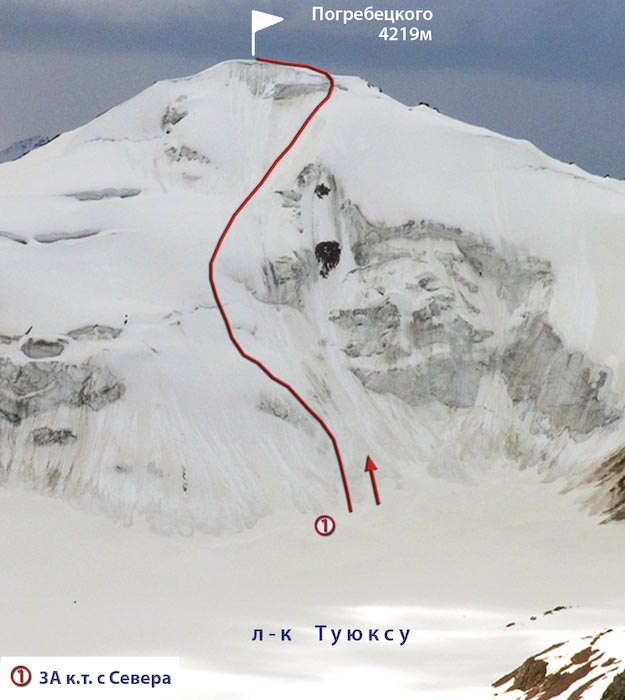 Погребецкого
4219м
①
л-к Туюксу
① 3А к.т. с Севера